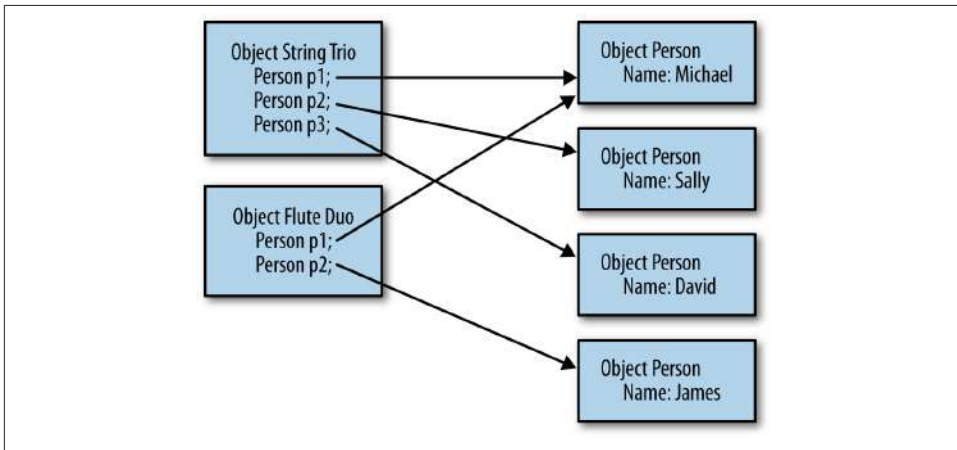 Object String Trio
Person p1;
Person p2;
Person p3;
Object Flute Duo
Person p1;
Person p2;
Object Person
Name: Michael
Object Person
Name: Sally
Object Person
Name: David
Object Person
Name: James